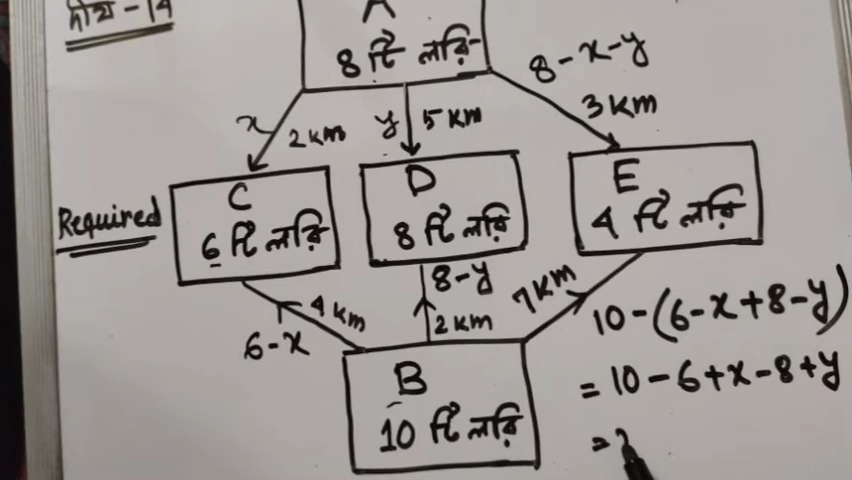 A
8 টি লরি
8-x-y
x
2 km
y
5 km
3 km
Required
C
6 টি লরি
D
8 টি লরি
E
4 টি লরি
6-x
4 km
8-y
2 km
7 km
B
10 টি লরি
10-(6-x+8-y)
= 10-6+x-8+y
=